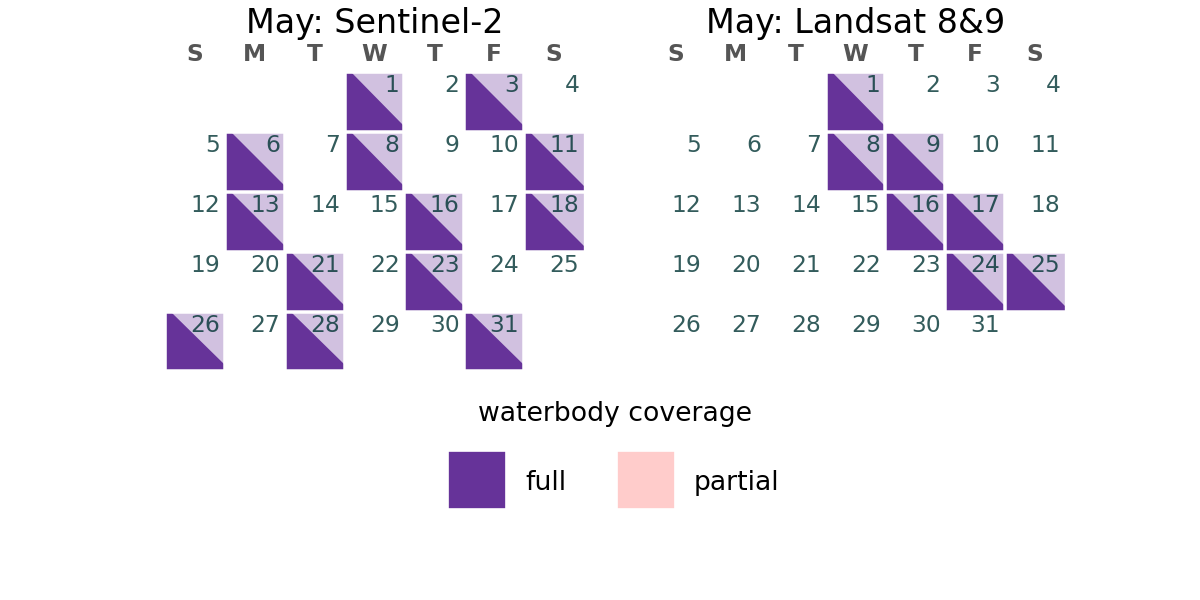 May: Sentinel-2
S M T W T F S
1 2 3 4
5 6 7 8 9 10 11
12 13 14 15 16 17 18
19 20 21 22 23 24 25
26 27 28 29 30 31
May: Landsat 8&9
S M T W T F S
1 2 3 4
5 6 7 8 9 10 11
12 13 14 15 16 17 18
19 20 21 22 23 24 25
26 27 28 29 30 31
waterbody coverage
full partial